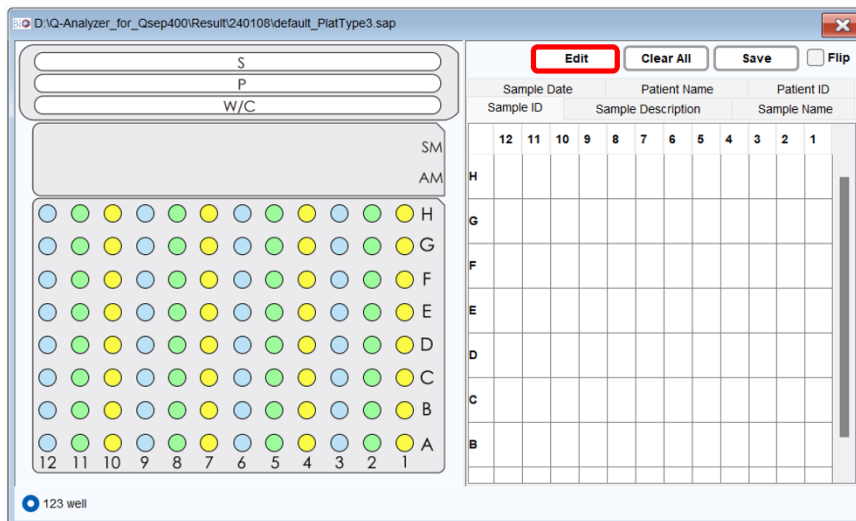 D:\Q-Analyzer_for_Qsep400\Result\240108\default_PlatType3.sap
S
P
W/C
SM
AM
H
G
F
E
D
C
B
A
12 11 10 9 8 7 6 5 4 3 2 1
123 well
Edit Clear All Save Flip
Sample Date Patient Name Patient ID
Sample ID Sample Description Sample Name
12 11 10 9 8 7 6 5 4 3 2 1
H
G
F
E
D
C
B